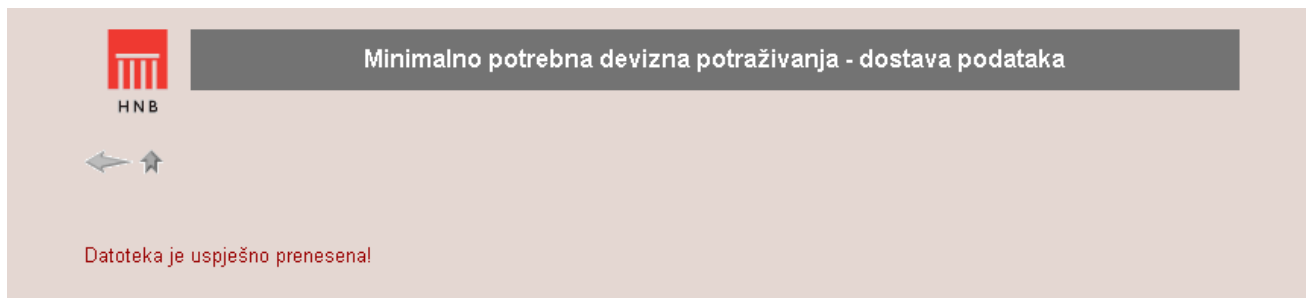 Minimalno potrebna devizna potraživanja - dostava podataka
HNB
Datoteka je uspješno prenesena!